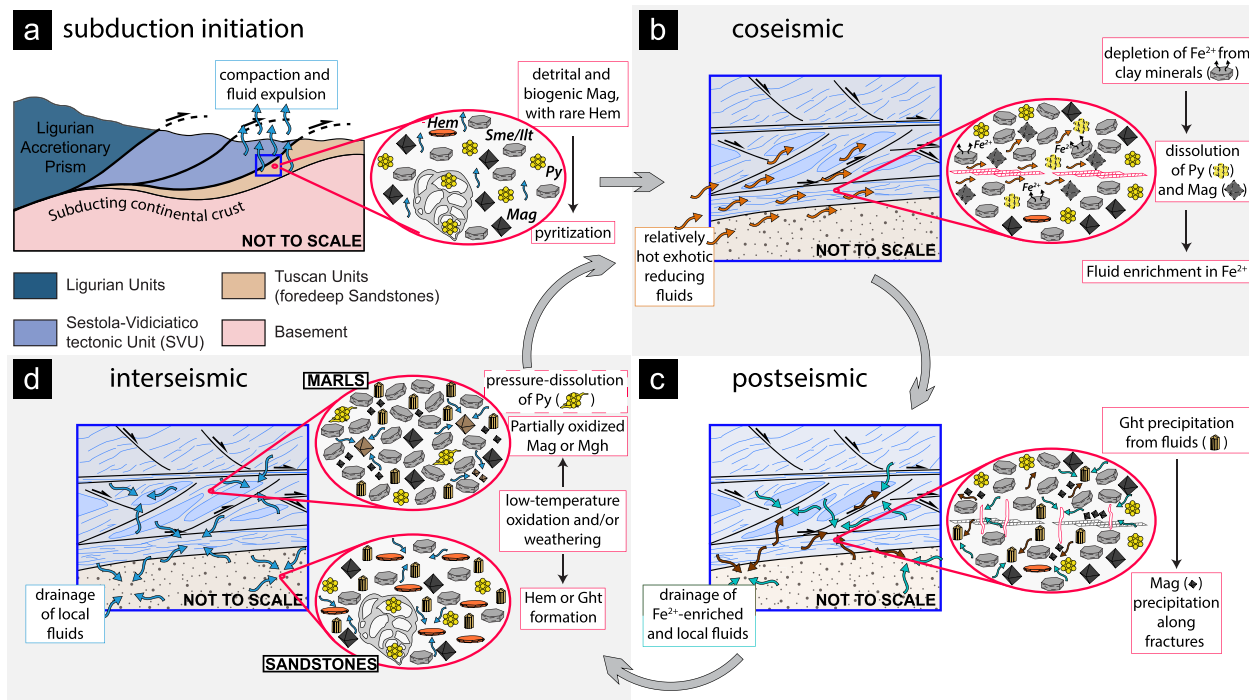 a subduction initiation
compaction and
fluid expulsion
Ligurian
Accretionary
Prism
Subducting continental crust
NOT TO SCALE
Hem
Sme/Ilt
Py
Mag
detrital and
biogenic Mag,
with rare Hem
pyritization
Ligurian Units
Sestola-Vidiciatico
tectonic Unit (SVU)
Tuscan Units
(foredeep Sandstones)
Basement
b coseismic
relatively
hot exhotic
reducing
fluids
NOT TO SCALE
Fe²⁺
Fe²⁺
Fe²⁺
depletion of Fe²⁺ from
clay minerals ( )
dissolution
of Py ( )
and Mag ( )
Fluid enrichment in Fe²⁺
c postseismic
NOT TO SCALE
drainage of
Fe²⁺-enriched
and local fluids
Ght precipitation
from fluids ( )
Mag ( )
precipitation
along
fractures
d interseismic
MARLS
drainage
of local
fluids
NOT TO SCALE
SANDSTONES
pressure-dissolution
of Py ( )
Partially oxidized
Mag or Mgh
low-temperature
oxidation and/or
weathering
Hem or Ght
formation